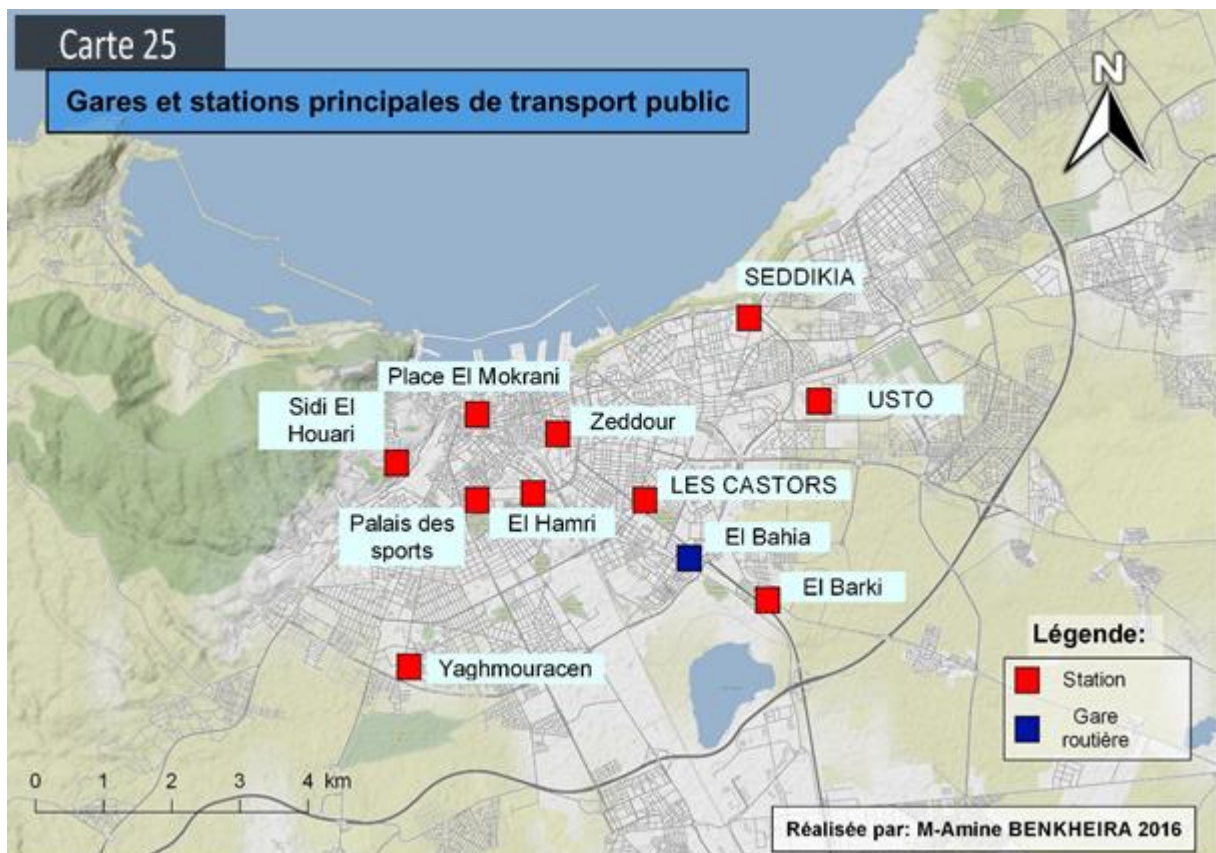 Carte 25
Gares et stations principales de transport public
N
SEDDIKIA
Place El Mokrani
Sidi El
Houari
USTO
Zeddour
LES CASTORS
Palais des
sports
El Hamri
El Bahia
El Barki
Yaghmouracen
Légende:
Station
Gare
routière
0 1 2 3 4 km
Réalisée par: M-Amine BENKHEIRA 2016